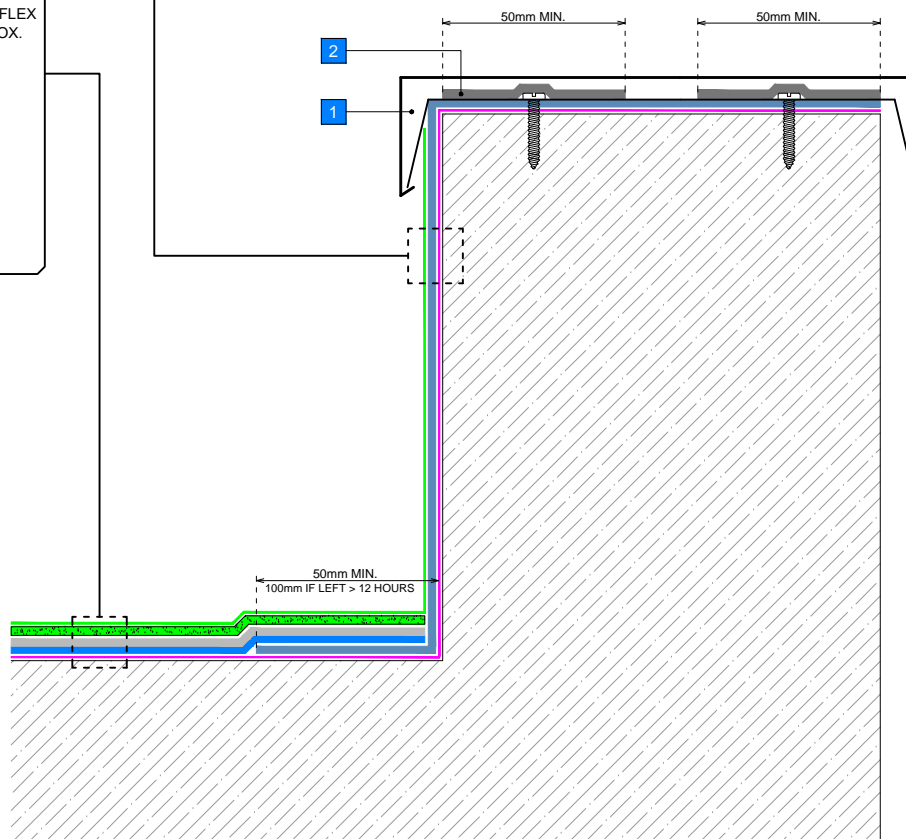 FLEX
OX.
50mm MIN.
50mm MIN.
2
1
50mm MIN.
100mm IF LEFT > 12 HOURS